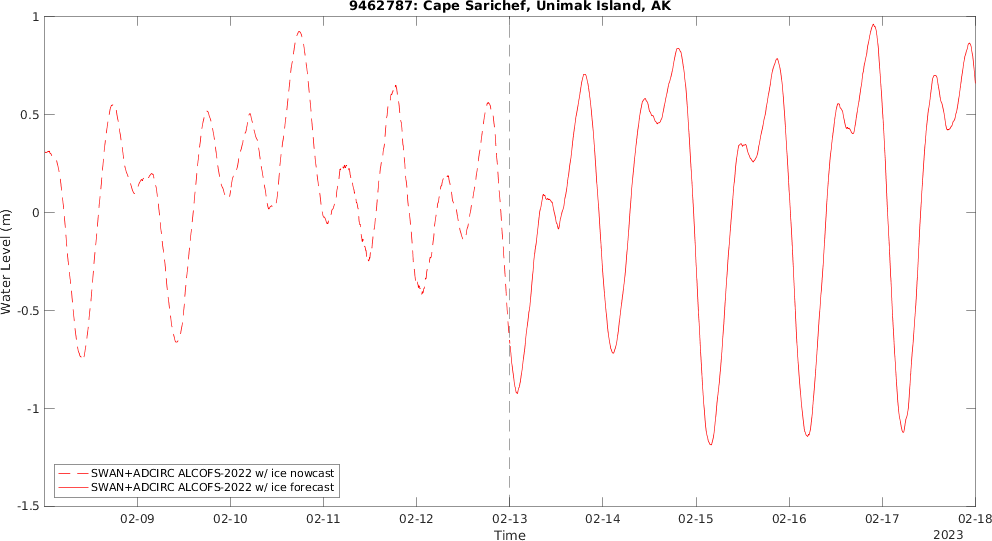 9462787: Cape Sarichef, Unimak Island, AK
1
0.5
0
-0.5
-1
-1.5
Water Level (m)
SWAN+ADCIRC ALCOFS-2022 w/ ice nowcast
SWAN+ADCIRC ALCOFS-2022 w/ ice forecast
02-09 02-10 02-11 02-12 02-13 02-14 02-15 02-16 02-17 02-18
Time
2023